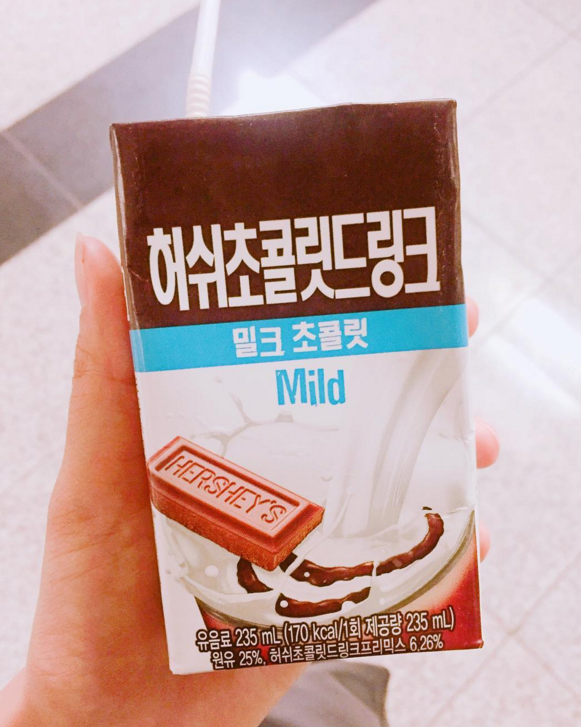 허쉬초콜릿드링크
밀크 초콜릿
Mild
HERSHEY'S
유음료 235 mL (170 kcal/1회 제공량 235 mL)
원유 25%, 허쉬초콜릿드링크프리믹스 6.26%